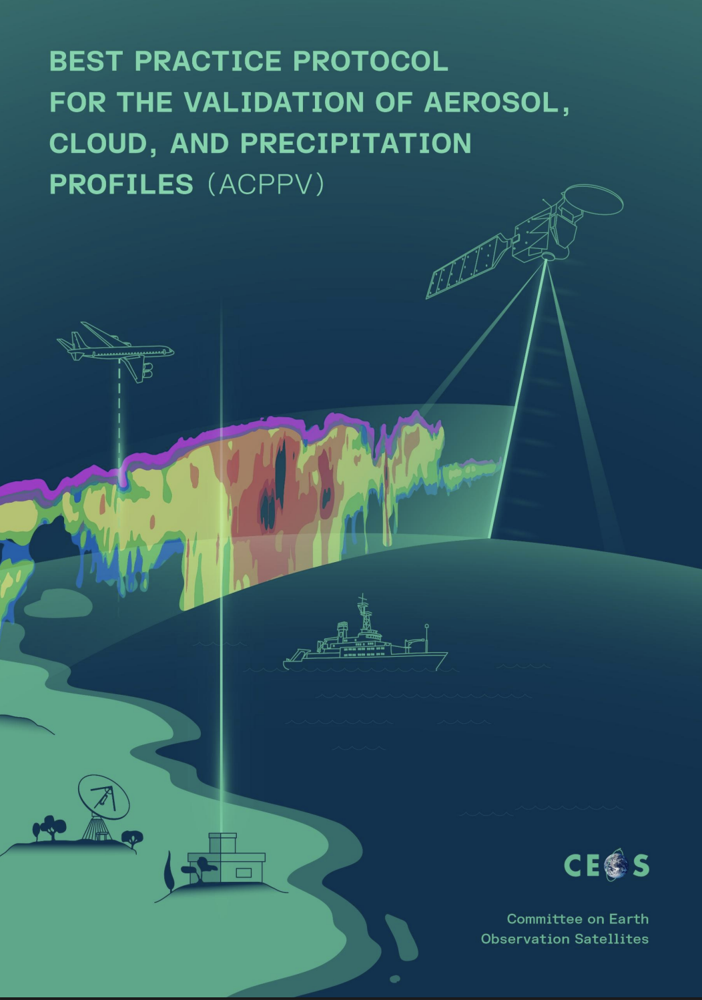 BEST PRACTICE PROTOCOL
FOR THE VALIDATION OF AEROSOL,
CLOUD, AND PRECIPITATION
PROFILES (ACPPV)
CEOS
Committee on Earth
Observation Satellites